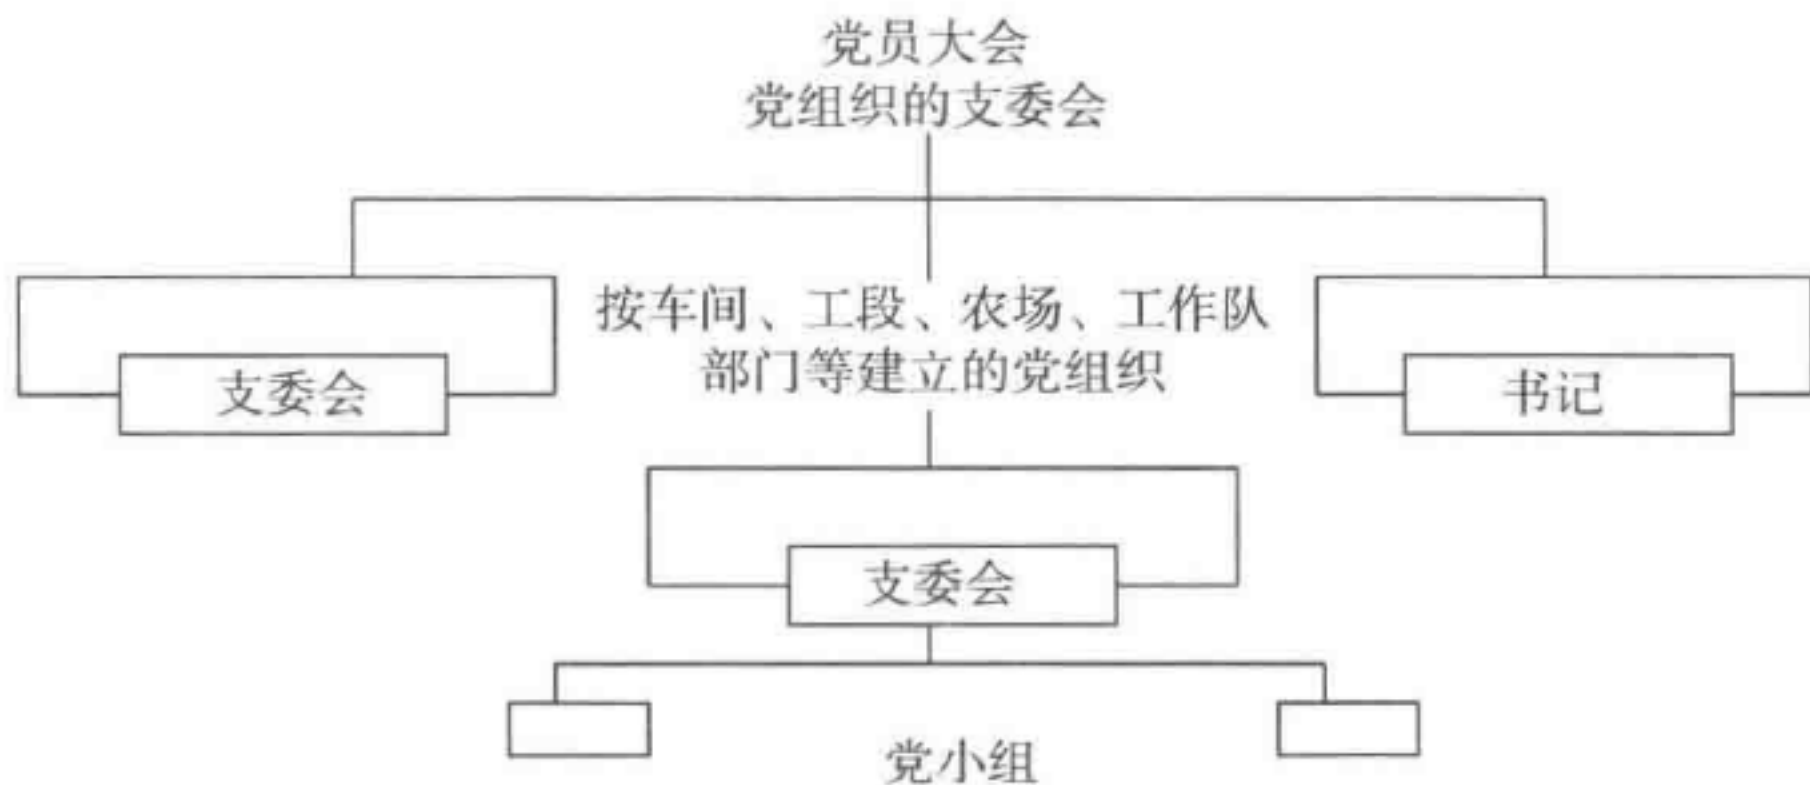 党员大会
党组织的支委会
按车间、工段、农场、工作队
部门等建立的党组织
支委会
书记
支委会
党小组